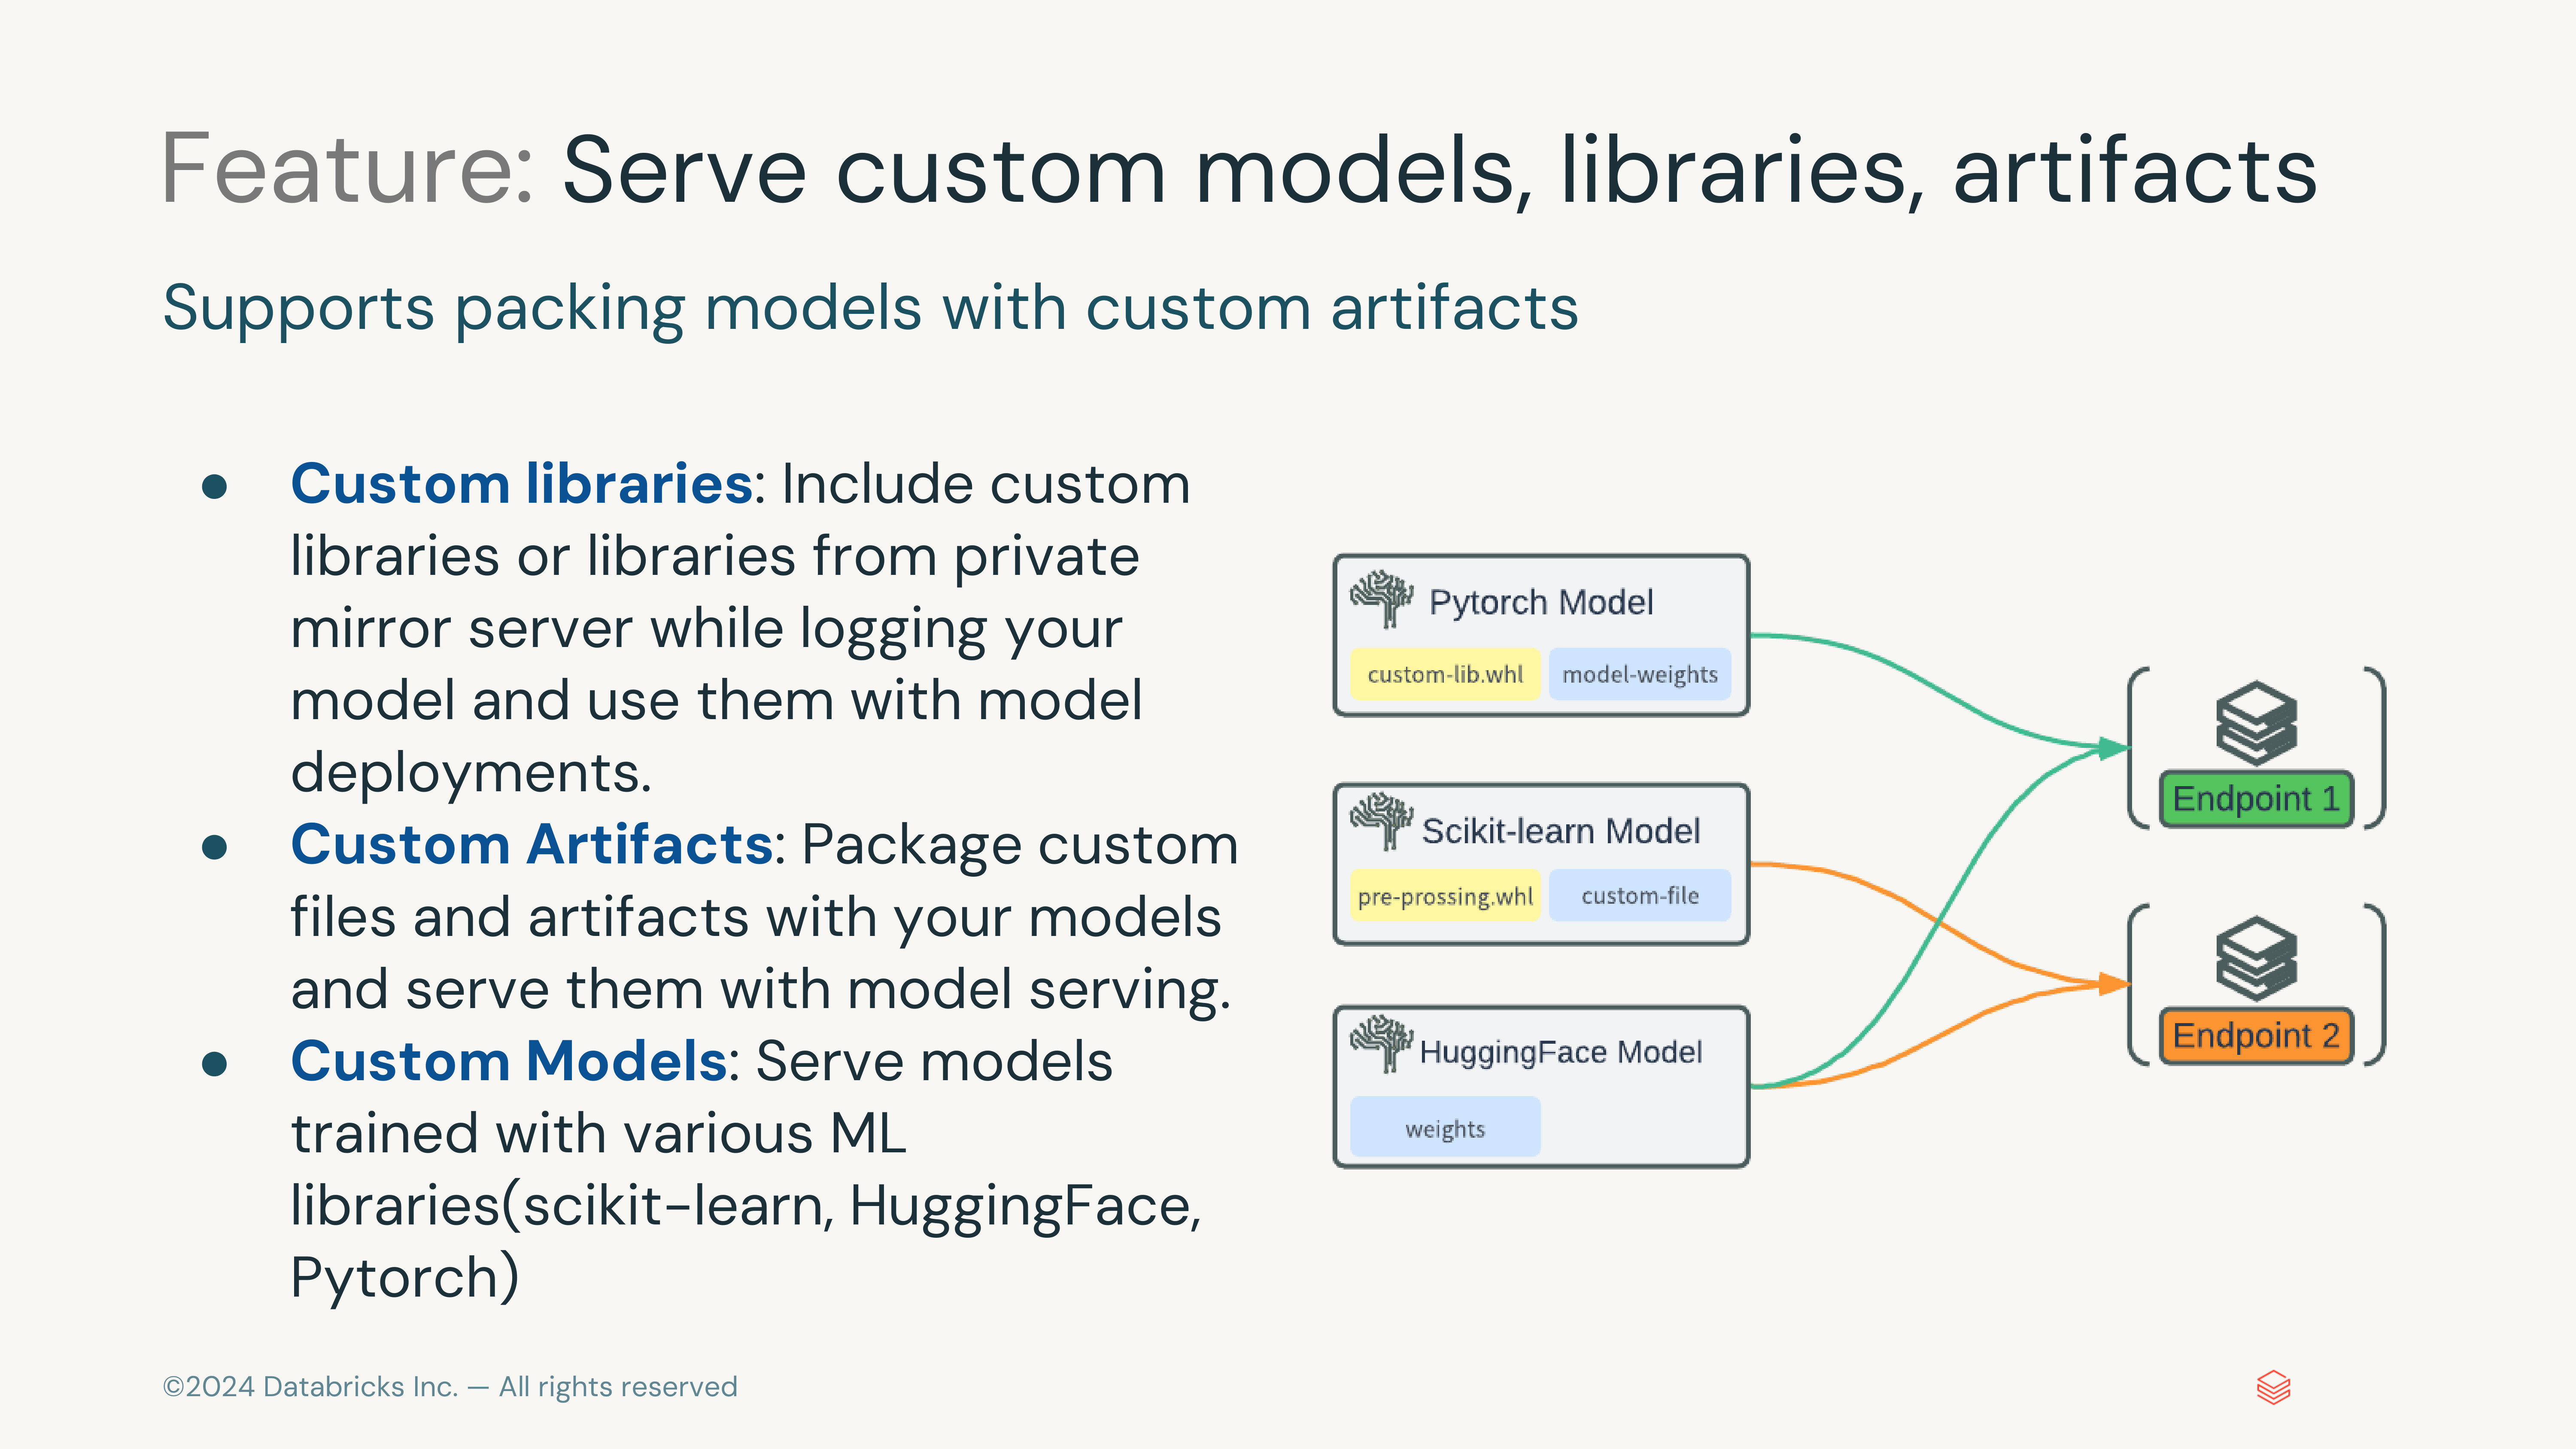 Feature: Serve custom models, libraries, artifacts
Supports packing models with custom artifacts
● Custom libraries: Include custom
libraries or libraries from private
mirror server while logging your
model and use them with model
deployments.
● Custom Artifacts: Package custom
files and artifacts with your models
and serve them with model serving.
● Custom Models: Serve models
trained with various ML
libraries(scikit-learn, HuggingFace,
Pytorch)
Pytorch Model
custom-lib.whl
model-weights
Scikit-learn Model
pre-prossing.whl
custom-file
HuggingFace Model
weights
Endpoint 1
Endpoint 2
©2024 Databricks Inc. — All rights reserved